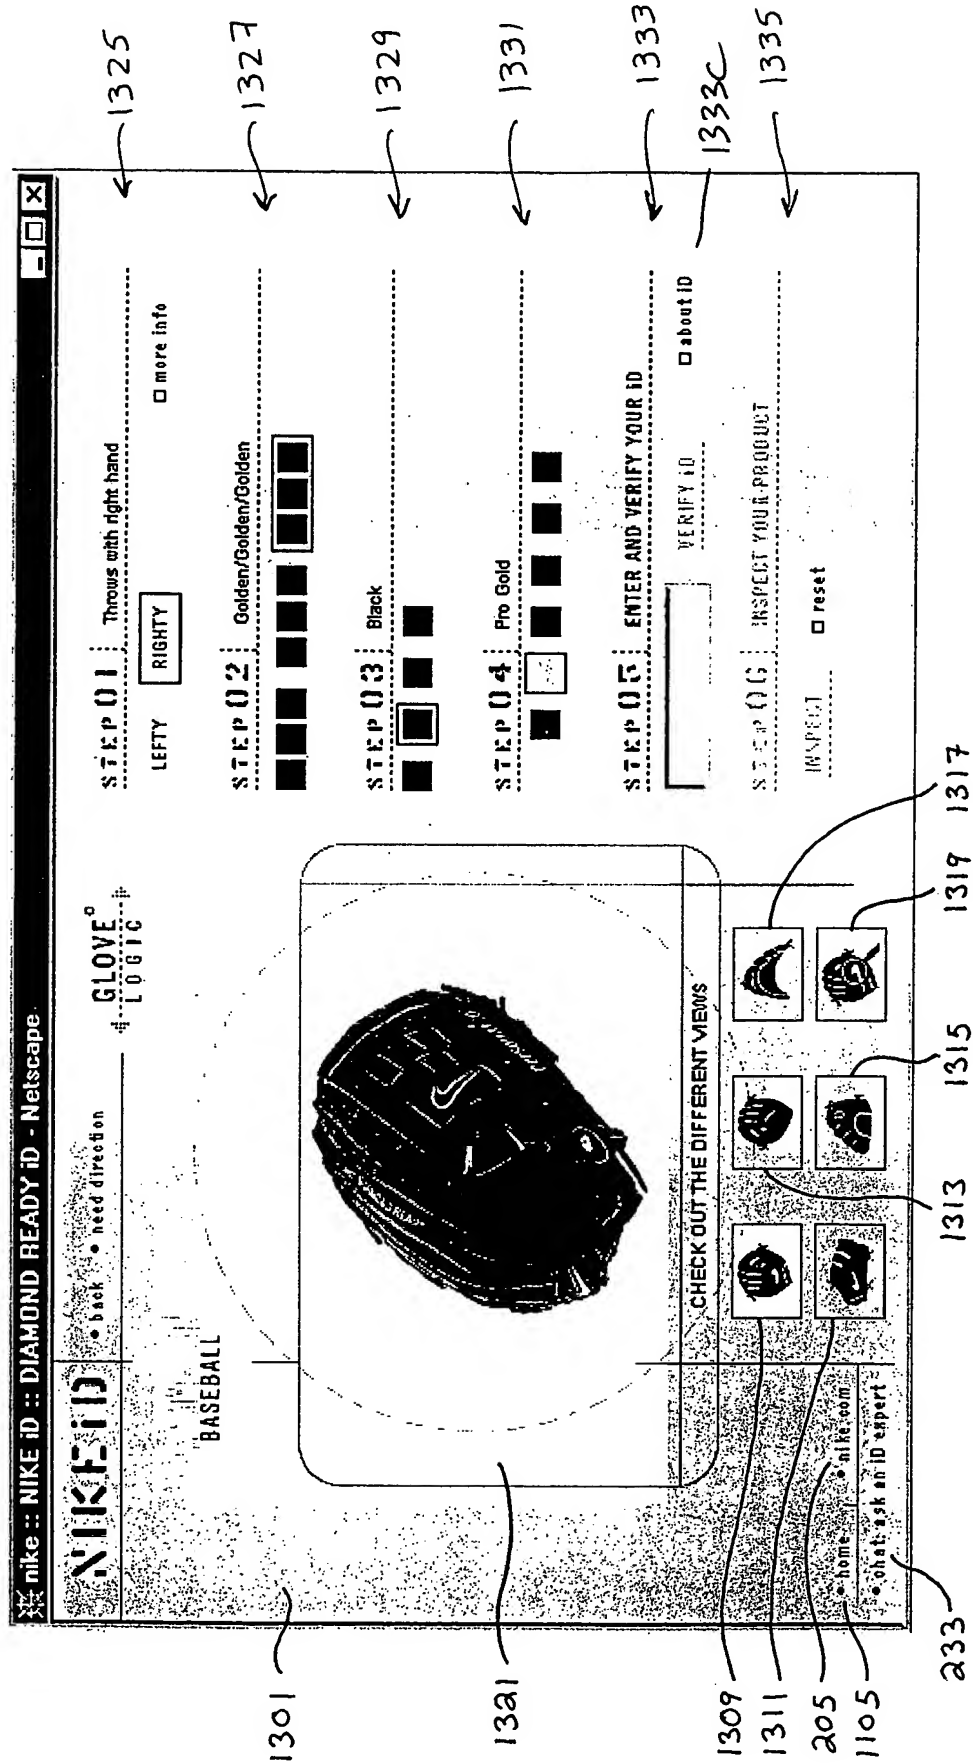 nike :: NIKE iD :: DIAMOND READY iD - Netscape
NIKE iD
• back • need direction
GLOVE
LOGIC
BASEBALL
STEP 01 Throws with right hand
LEFTY RIGHTY □ more info
STEP 02 Golden/Golden/Golden
STEP 03 Black
STEP 04 Pro Gold
STEP 05 ENTER AND VERIFY YOUR iD
VERIFY iD □ about iD
STEP 06 INSPECT YOUR PRODUCT
INSPECT □ reset
CHECK OUT THE DIFFERENT VIEWS
• home • nike.com
• chat: ask an iD expert
1325
1327
1329
1331
1333
1333C
1335
1301
1321
1309
1311
205
1105
233
1313
1315
1319
1317